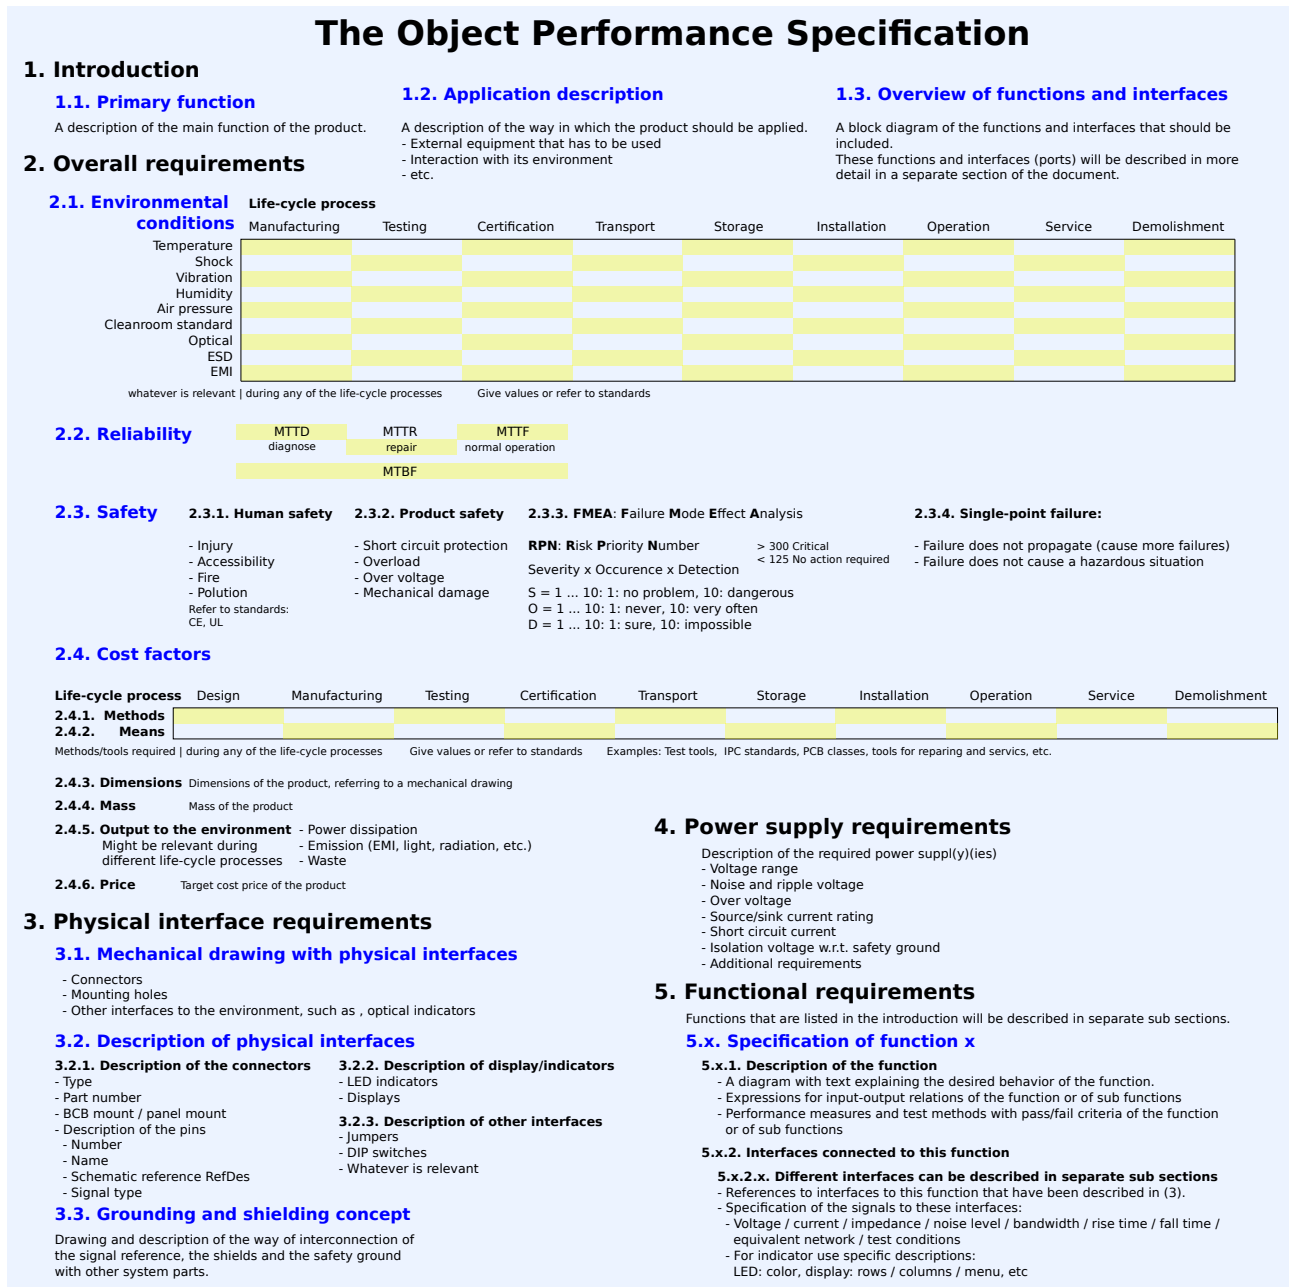 The Object Performance Specification
1. Introduction
1.1. Primary function
A description of the main function of the product.
1.2. Application description
A description of the way in which the product should be applied.
- External equipment that has to be used
- Interaction with its environment
- etc.
1.3. Overview of functions and interfaces
A block diagram of the functions and interfaces that should be
included.
These functions and interfaces (ports) will be described in more
detail in a separate section of the document.
2. Overall requirements
2.1. Environmental
conditions
Life-cycle process
Manufacturing Testing Certification Transport Storage Installation Operation Service Demolishment
Temperature
Shock
Vibration
Humidity
Air pressure
Cleanroom standard
Optical
ESD
EMI
whatever is relevant | during any of the life-cycle processes Give values or refer to standards
2.2. Reliability
MTTD MTTR MTTF
diagnose repair normal operation
MTBF
2.3. Safety
2.3.1. Human safety
- Injury
- Accessibility
- Fire
- Polution
Refer to standards:
CE, UL
2.3.2. Product safety
- Short circuit protection
- Overload
- Over voltage
- Mechanical damage
2.3.3. FMEA: Failure Mode Effect Analysis
RPN: Risk Priority Number
> 300 Critical
< 125 No action required
Severity x Occurence x Detection
S = 1 ... 10: 1: no problem, 10: dangerous
O = 1 ... 10: 1: never, 10: very often
D = 1 ... 10: 1: sure, 10: impossible
2.3.4. Single-point failure:
- Failure does not propagate (cause more failures)
- Failure does not cause a hazardous situation
2.4. Cost factors
Life-cycle process Design Manufacturing Testing Certification Transport Storage Installation Operation Service Demolishment
2.4.1. Methods
2.4.2. Means
Methods/tools required | during any of the life-cycle processes Give values or refer to standards Examples: Test tools, IPC standards, PCB classes, tools for reparing and servics, etc.
2.4.3. Dimensions Dimensions of the product, referring to a mechanical drawing
2.4.4. Mass Mass of the product
2.4.5. Output to the environment - Power dissipation
Might be relevant during - Emission (EMI, light, radiation, etc.)
different life-cycle processes - Waste
2.4.6. Price Target cost price of the product
3. Physical interface requirements
3.1. Mechanical drawing with physical interfaces
- Connectors
- Mounting holes
- Other interfaces to the environment, such as , optical indicators
3.2. Description of physical interfaces
3.2.1. Description of the connectors
- Type
- Part number
- BCB mount / panel mount
- Description of the pins
- Number
- Name
- Schematic reference RefDes
- Signal type
3.2.2. Description of display/indicators
- LED indicators
- Displays
3.2.3. Description of other interfaces
- Jumpers
- DIP switches
- Whatever is relevant
3.3. Grounding and shielding concept
Drawing and description of the way of interconnection of
the signal reference, the shields and the safety ground
with other system parts.
4. Power supply requirements
Description of the required power suppl(y)(ies)
- Voltage range
- Noise and ripple voltage
- Over voltage
- Source/sink current rating
- Short circuit current
- Isolation voltage w.r.t. safety ground
- Additional requirements
5. Functional requirements
Functions that are listed in the introduction will be described in separate sub sections.
5.x. Specification of function x
5.x.1. Description of the function
- A diagram with text explaining the desired behavior of the function.
- Expressions for input-output relations of the function or of sub functions
- Performance measures and test methods with pass/fail criteria of the function
or of sub functions
5.x.2. Interfaces connected to this function
5.x.2.x. Different interfaces can be described in separate sub sections
- References to interfaces to this function that have been described in (3).
- Specification of the signals to these interfaces:
- Voltage / current / impedance / noise level / bandwidth / rise time / fall time /
equivalent network / test conditions
- For indicator use specific descriptions:
LED: color, display: rows / columns / menu, etc